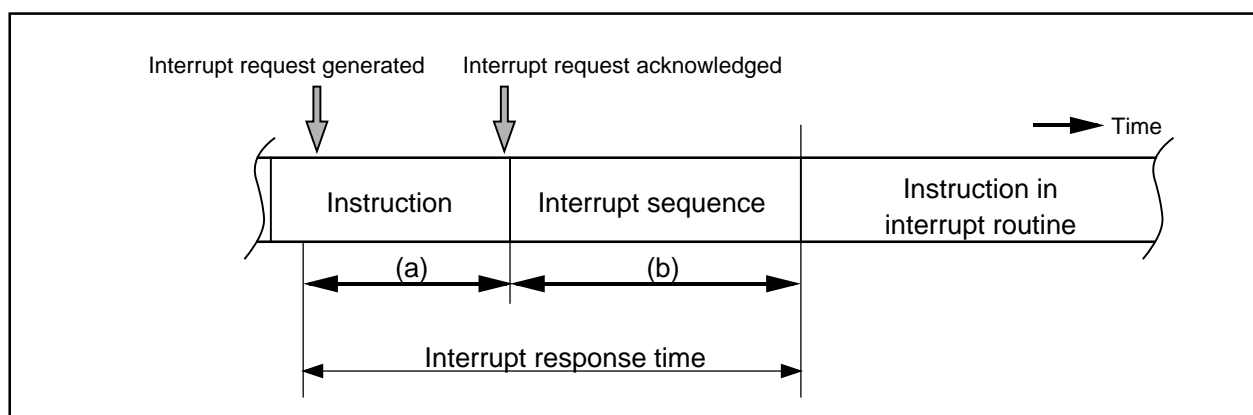 Interrupt request generated
Interrupt request acknowledged
Time
Instruction
Interrupt sequence
Instruction in
interrupt routine
(a)
(b)
Interrupt response time